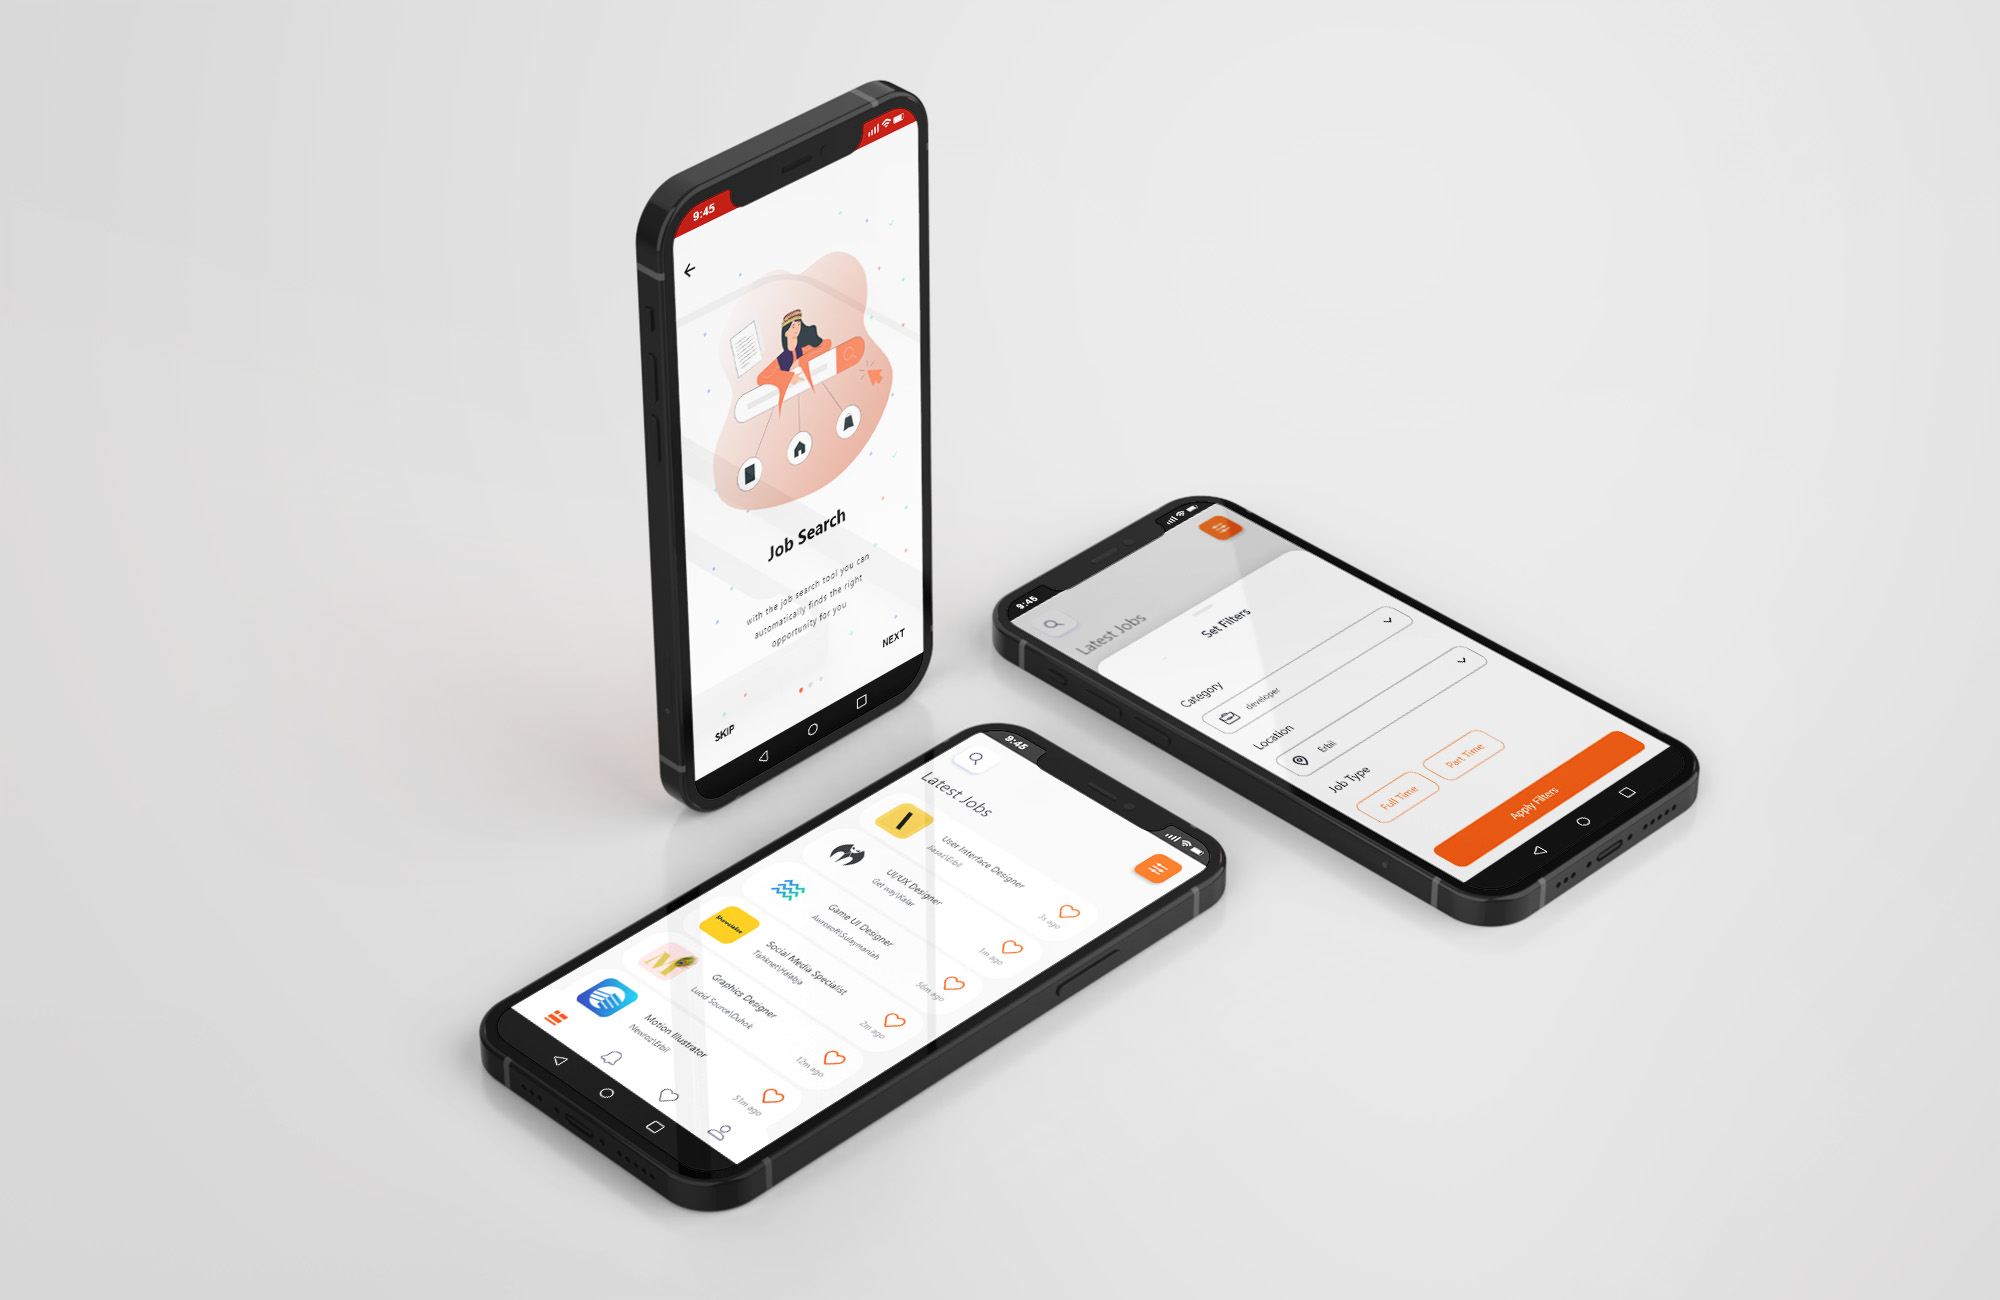 9:45
Job Search
with the job search tool you can
automatically finds the right
opportunity for you
SKIP
NEXT
9:45
Latest Jobs
Set Filters
Category
developer
Location
Erbil
Job Type
Full Time
Part Time
Apply Filters
9:45
Latest Jobs
User Interface Designer
\Erbil
3s ago
UI/UX Designer
Get way\Kalar
1m ago
Game UI Designer
Awrosoft\Sulaymaniah
56m ago
Social Media Specialist
Tishknet\Halabja
2m ago
Graphics Designer
Lucid Source\Duhok
12m ago
Motion Illustrator
Newroz\Erbil
51m ago